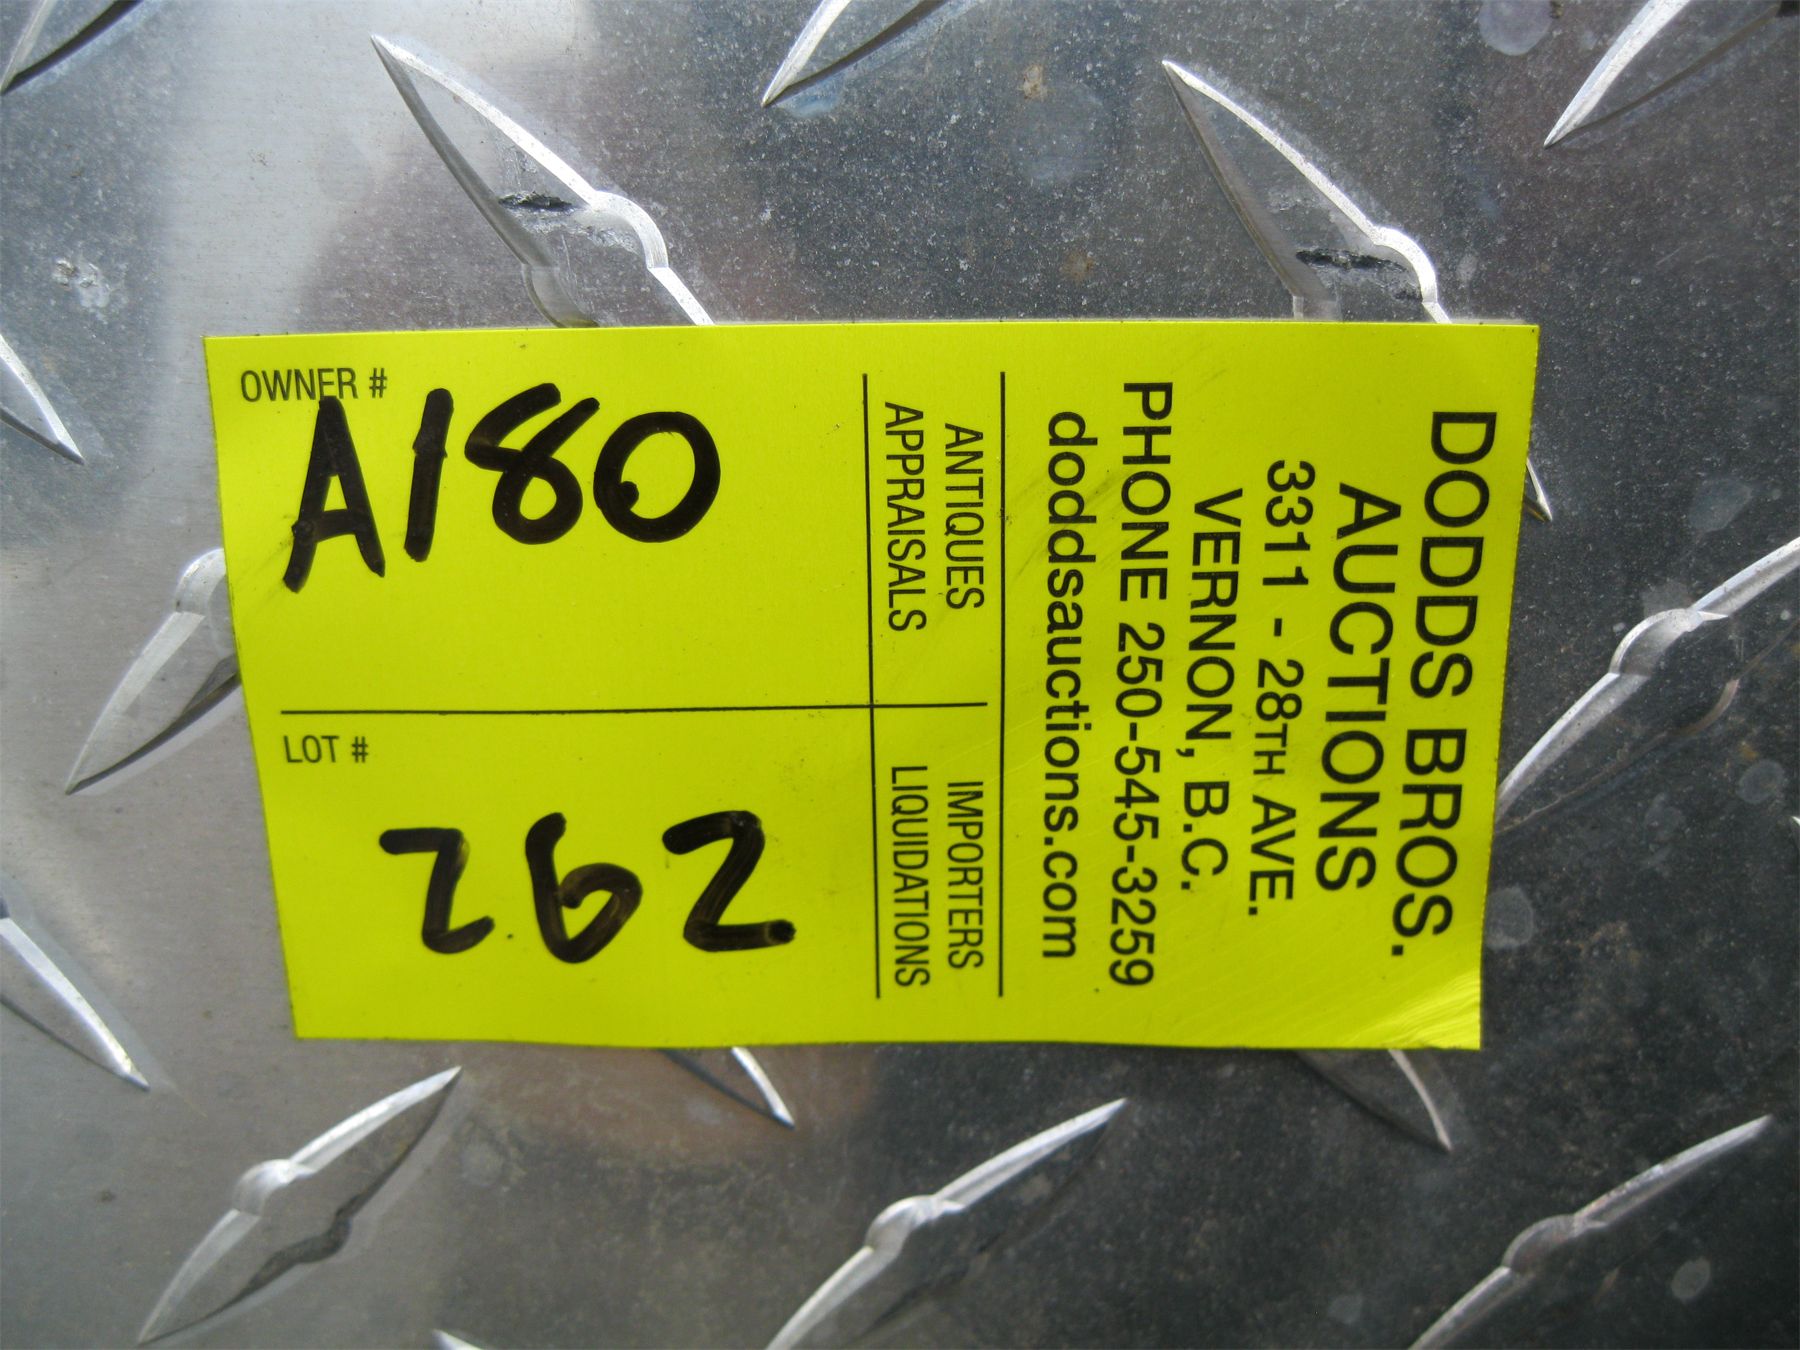 OWNER #
A180
LOT #
262
DODDS BROS.
AUCTIONS
3311 - 28TH AVE.
VERNON, B.C.
PHONE 250-545-3259
doddsauctions.com
ANTIQUES
APPRAISALS
IMPORTERS
LIQUIDATIONS